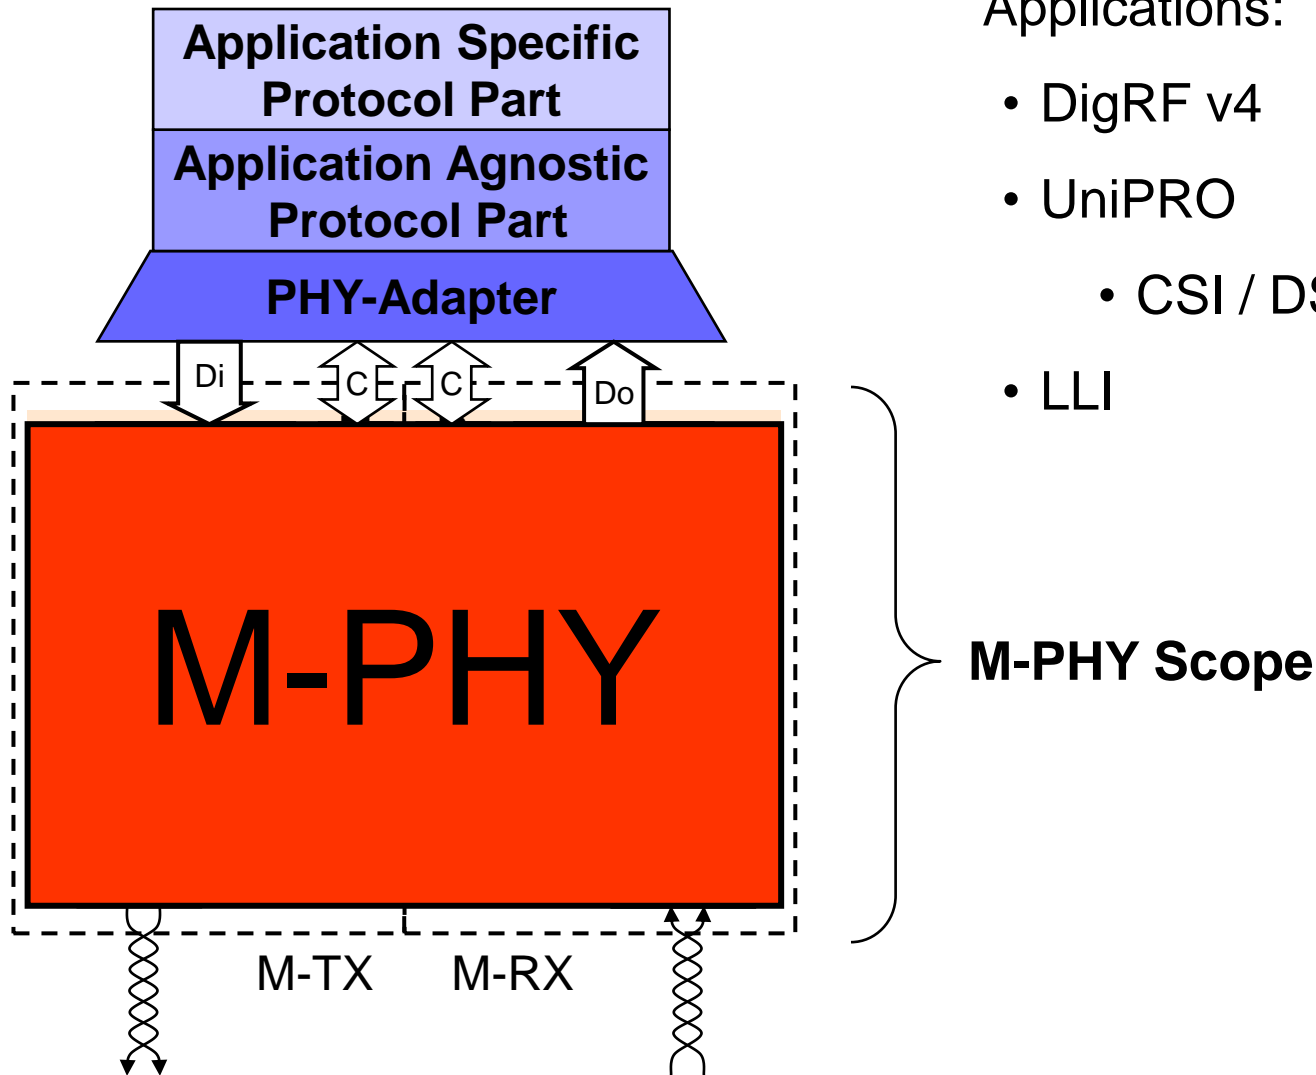 Application Specific
Protocol Part
Application Agnostic
Protocol Part
PHY-Adapter
Di
C
C
Do
M-PHY
M-TX
M-RX
Applications:
• DigRF v4
• UniPRO
• CSI / DS
• LLI
M-PHY Scope